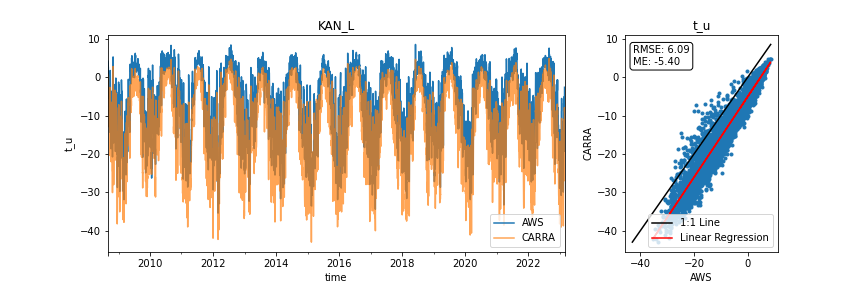 KAN_L
t_u
10
0
−10
−20
−30
−40
t_u
2010
2012
2014
2016
2018
2020
2022
time
AWS
CARRA
RMSE: 6.09
ME: -5.40
10
0
−10
−20
−30
−40
CARRA
−40
−20
0
AWS
1:1 Line
Linear Regression